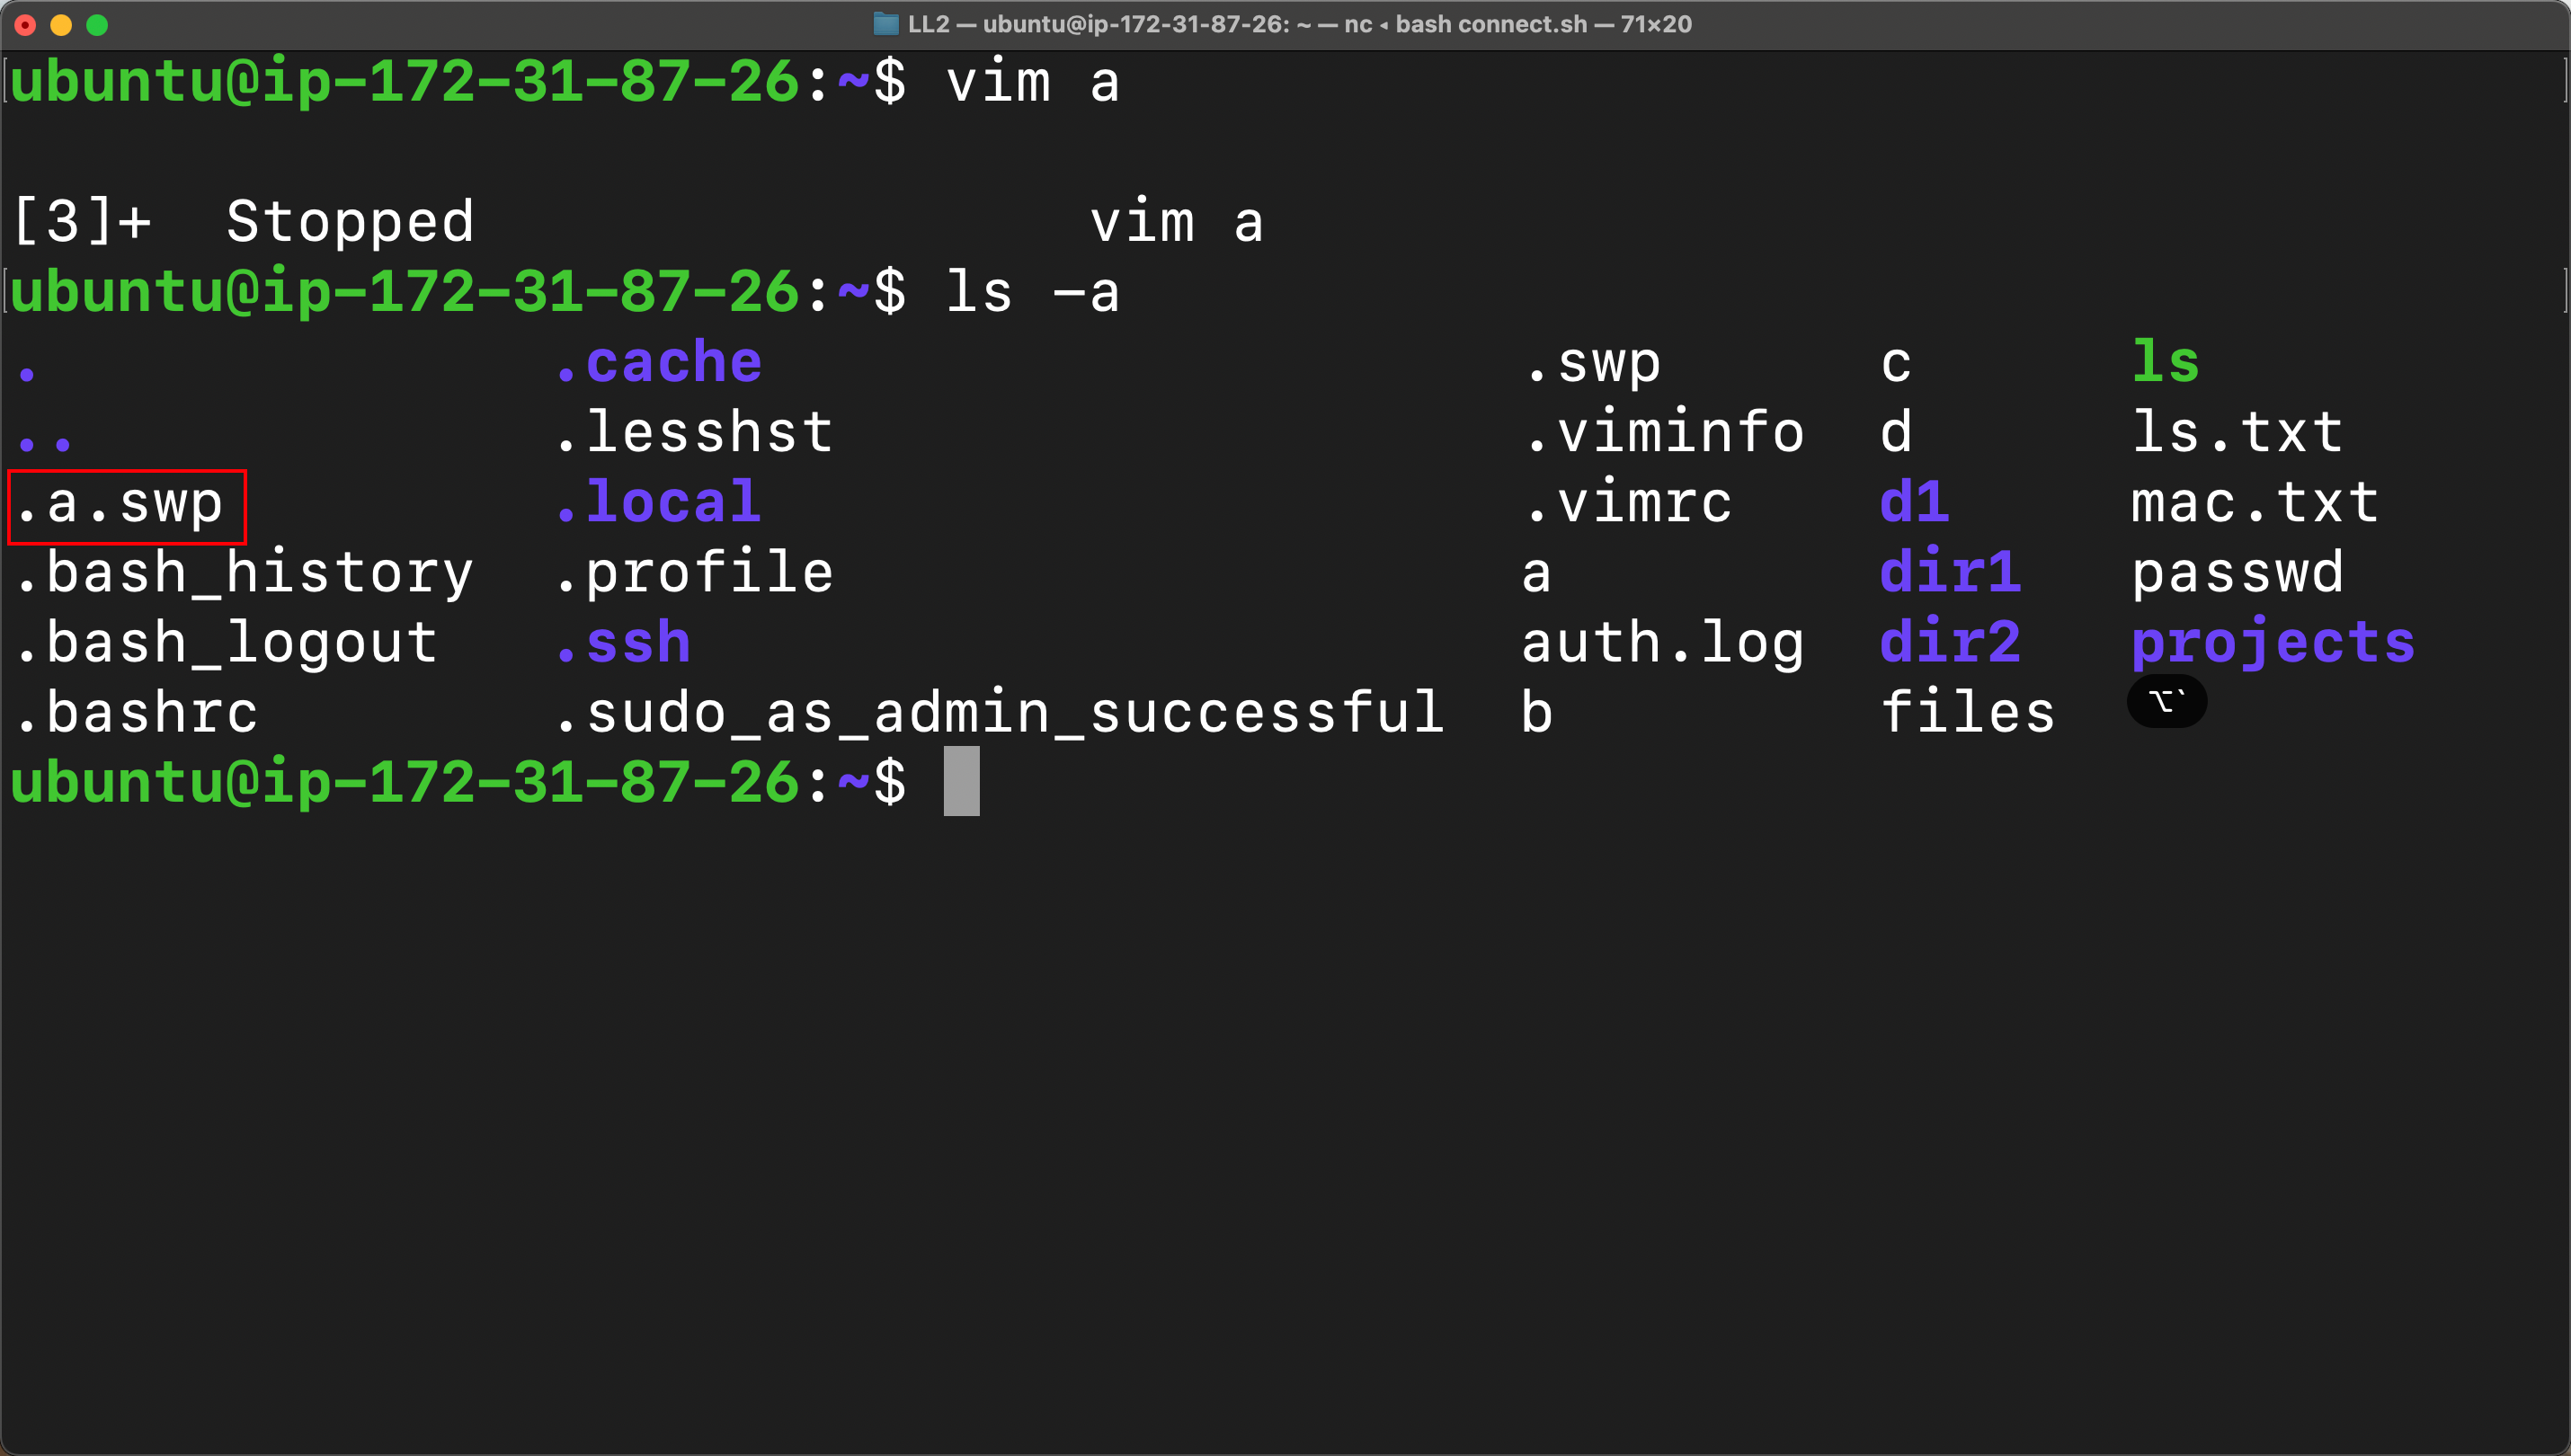 LL2 — ubuntu@ip-172-31-87-26: ~ — nc ◂ bash connect.sh — 71×20
ubuntu@ip-172-31-87-26:~$ vim a
[3]+  Stopped                 vim a
ubuntu@ip-172-31-87-26:~$ ls -a
.              .cache                     .swp      c      ls
..             .lesshst                   .viminfo  d      ls.txt
.a.swp         .local                     .vimrc    d1     mac.txt
.bash_history  .profile                   a         dir1   passwd
.bash_logout   .ssh                       auth.log  dir2   projects
.bashrc        .sudo_as_admin_successful  b         files  ⌥`
ubuntu@ip-172-31-87-26:~$